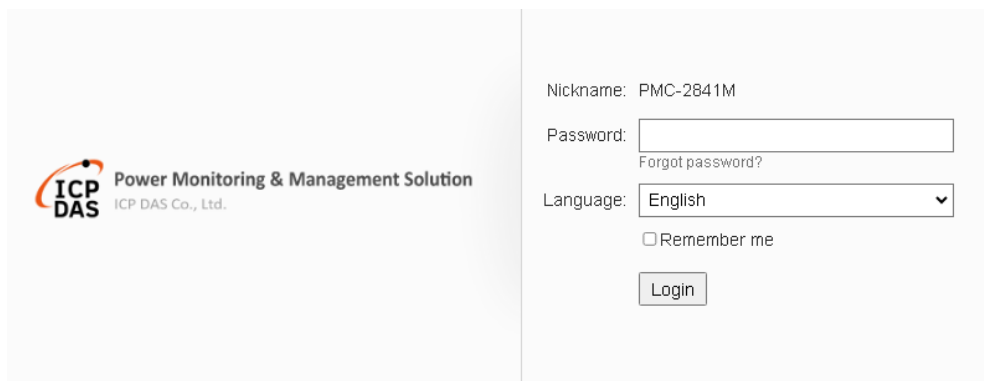 ICP
DAS
Power Monitoring & Management Solution
ICP DAS Co., Ltd.
Nickname: PMC-2841M
Password:
Forgot password?
Language: English
Remember me
Login